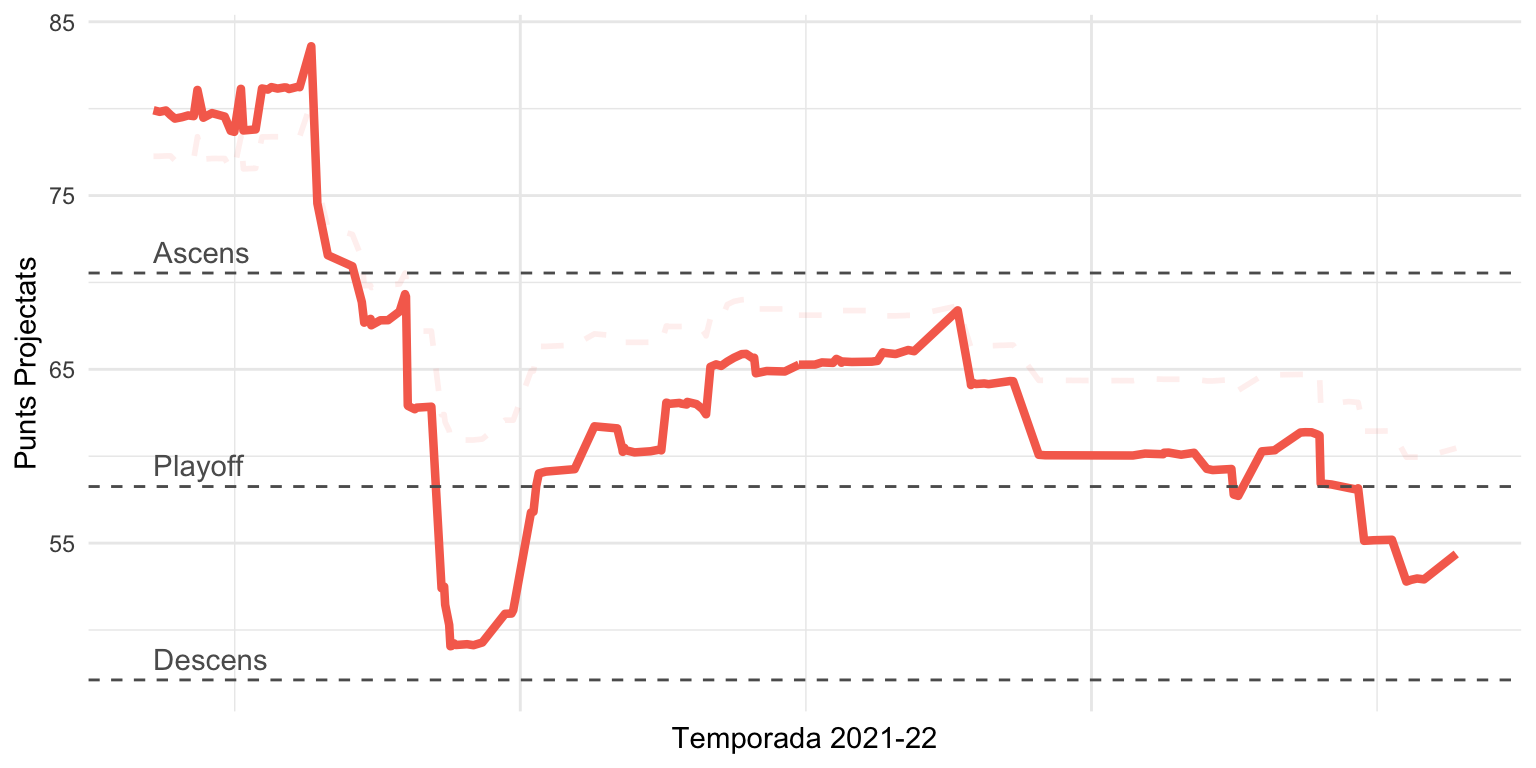 85
75
65
55
Punts Projectats
Ascens
Playoff
Descens
Temporada 2021-22